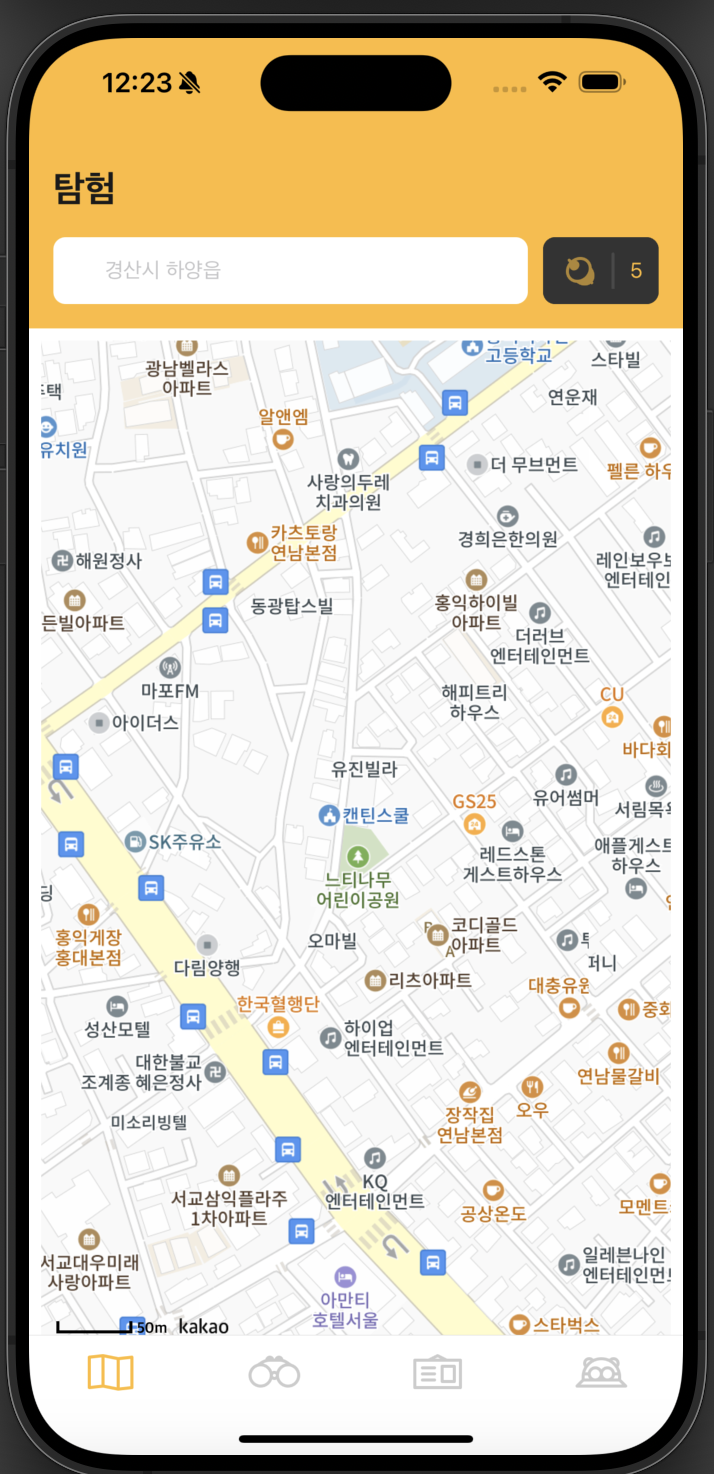 12:23
탐험
경산시 하양읍
5
고등학교
스타빌
광남벨라스
아파트
연운재
알앤엠
유치원
더 무브먼트
펠른 하우
사랑의두레
치과의원
카츠토랑
연남본점
경희은한의원
해원정사
레인보우브
엔터테인
든빌아파트
동광탑스빌
홍익하이빌
아파트
더러브
엔터테인먼트
마포FM
해피트리
하우스
CU
아이더스
바다회
유진빌라
유어썸머
GS25
서림목욕
캔틴스쿨
SK주유소
레드스톤
게스트하우스
애플게스트
하우스
느티나무
어린이공원
딩
홍익게장
홍대본점
코디골드
아파트
A
오마빌
퍼니
다림양행
리츠아파트
대충유원
한국혈행단
중화
성산모텔
하이업
엔터테인먼트
대한불교
조계종 혜은정사
연남물갈비
장작집
연남본점
오우
미소리빙텔
KQ
엔터테인먼트
서교삼익플라주
1차아파트
공상온도
모멘트
서교대우미래
사랑아파트
일레븐나인
엔터테인먼
아만티
호텔서울
50m kakao
스타벅스